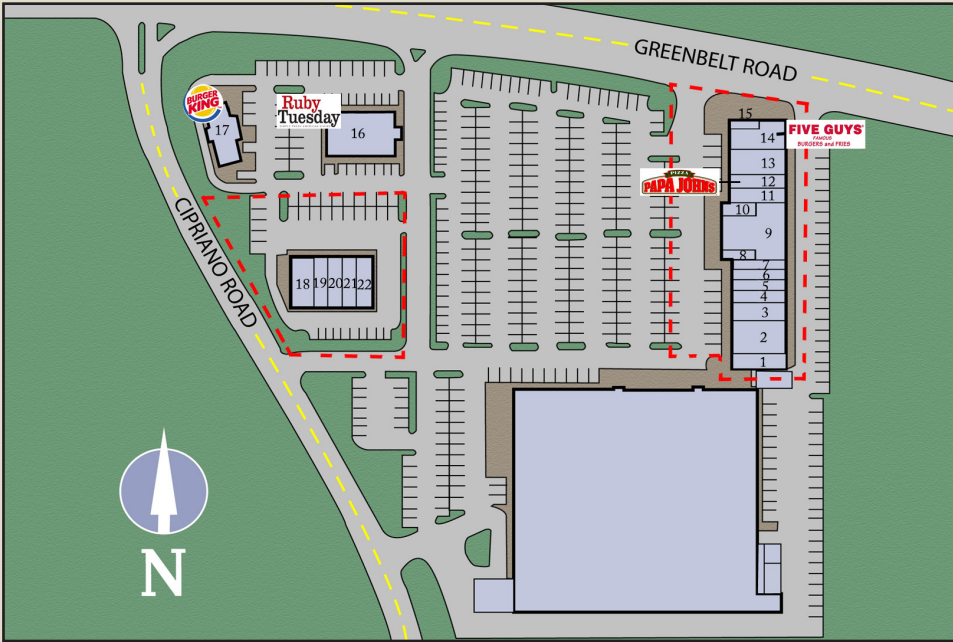 GREENBELT ROAD
BURGER
KING
Ruby
Tuesday
17
16
15
14
FIVE GUYS
FAMOUS
BURGERS and FRIES
13
PIZZA
PAPA JOHNS
12
11
10
9
8
7
6
5
4
3
2
1
CIPRIANO ROAD
18 19 20 21 22
N